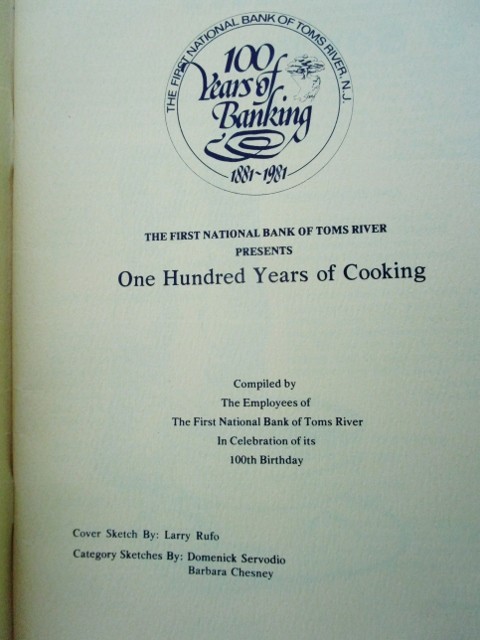 THE FIRST NATIONAL BANK OF TOMS RIVER, N.J.
100
Years of
Banking
1881~1981
THE FIRST NATIONAL BANK OF TOMS RIVER
PRESENTS
One Hundred Years of Cooking
Compiled by
The Employees of
The First National Bank of Toms River
In Celebration of its
100th Birthday
Cover Sketch By: Larry Rufo
Category Sketches By: Domenick Servodio
Barbara Chesney